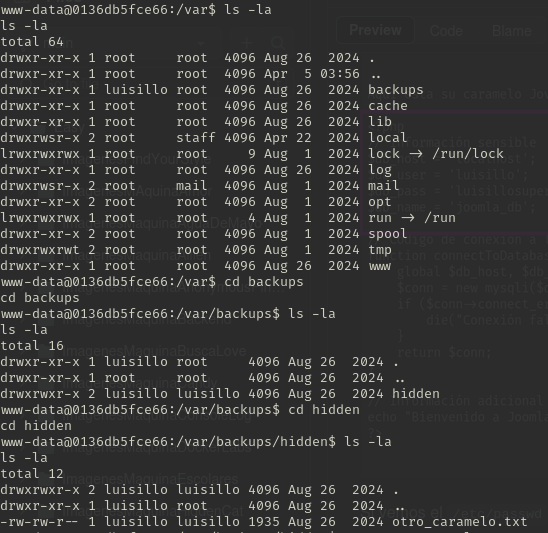 www-data@0136db5fce66:/var$ ls -la
ls -la
total 64
drwxr-xr-x 1 root     root  4096 Aug 26  2024 .
drwxr-xr-x 1 root     root  4096 Apr  5 03:56 ..
drwxr-xr-x 1 luisillo root  4096 Aug 26  2024 backups
drwxr-xr-x 1 root     root  4096 Aug 26  2024 cache
drwxr-xr-x 1 root     root  4096 Aug 26  2024 lib
drwxrwsr-x 2 root     staff 4096 Apr 22  2024 local
lrwxrwxrwx 1 root     root     9 Aug  1  2024 lock -> /run/lock
drwxr-xr-x 1 root     root  4096 Aug 26  2024 log
drwxrwsr-x 2 root     mail  4096 Aug  1  2024 mail
drwxr-xr-x 2 root     root  4096 Aug  1  2024 opt
lrwxrwxrwx 1 root     root     4 Aug  1  2024 run -> /run
drwxr-xr-x 2 root     root  4096 Aug  1  2024 spool
drwxrwxrwt 2 root     root  4096 Aug  1  2024 tmp
drwxr-xr-x 1 root     root  4096 Aug 26  2024 www
www-data@0136db5fce66:/var$ cd backups
cd backups
www-data@0136db5fce66:/var/backups$ ls -la
ls -la
total 16
drwxr-xr-x 1 luisillo root     4096 Aug 26  2024 .
drwxr-xr-x 1 root     root     4096 Aug 26  2024 ..
drwxrwxr-x 2 luisillo luisillo 4096 Aug 26  2024 hidden
www-data@0136db5fce66:/var/backups$ cd hidden
cd hidden
www-data@0136db5fce66:/var/backups/hidden$ ls -la
ls -la
total 12
drwxrwxr-x 2 luisillo luisillo 4096 Aug 26  2024 .
drwxr-xr-x 1 luisillo root     4096 Aug 26  2024 ..
-rw-rw-r-- 1 luisillo luisillo 1935 Aug 26  2024 otro_caramelo.txt
Preview Code Blame